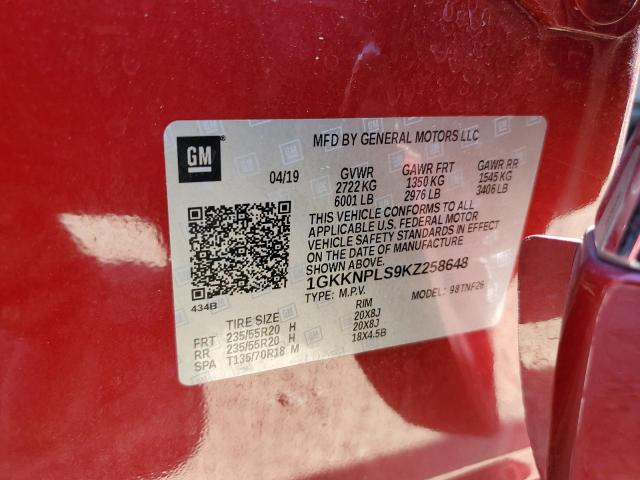 GM
MFD BY GENERAL MOTORS LLC
04/19 GVWR GAWR FRT GAWR RR
2722 KG 1350 KG 1545 KG
6001 LB 2976 LB 3406 LB
THIS VEHICLE CONFORMS TO ALL
APPLICABLE U.S. FEDERAL MOTOR
VEHICLE SAFETY STANDARDS IN EFFECT
ON THE DATE OF MANUFACTURE
SHOWN ABOVE.
1GKKNPLS9KZ258648
434B TYPE: M.P.V. MODEL: 98TNF26
TIRE SIZE RIM
FRT 235/55R20 H 20X8J
RR 235/55R20 H 20X8J
SPA T135/70R18 M 18X4.5B